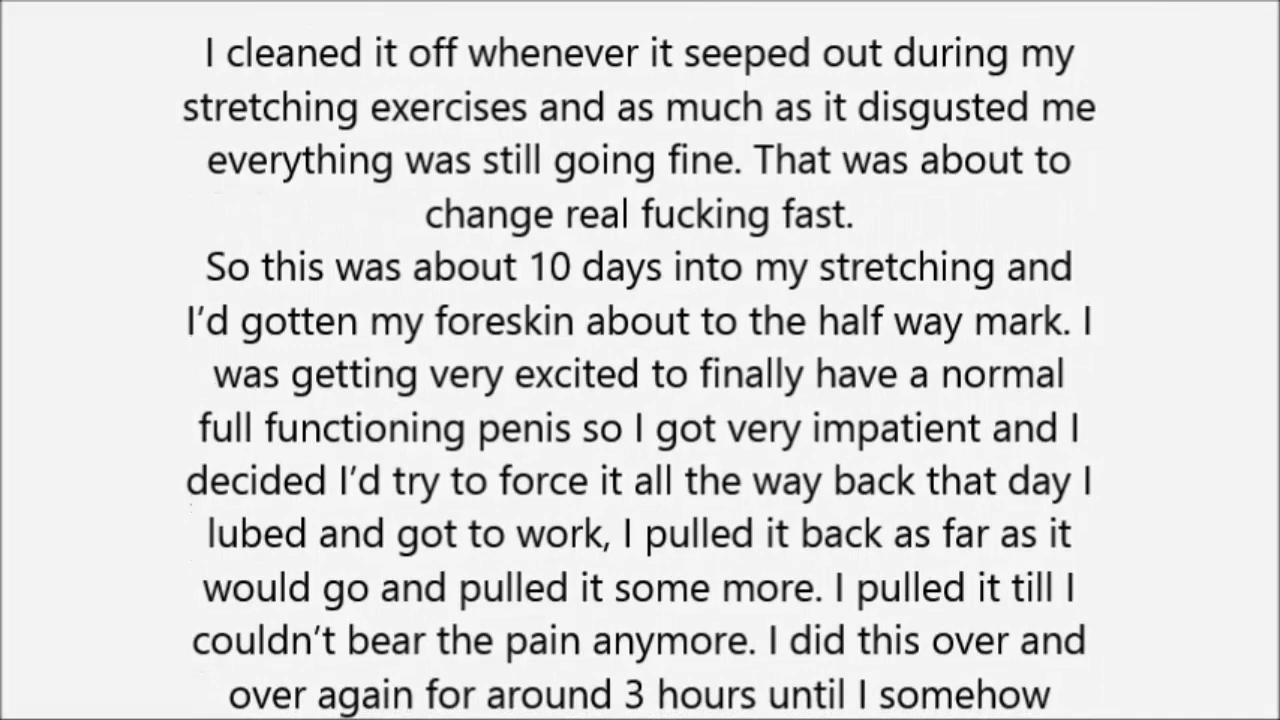 I cleaned it off whenever it seeped out during my
stretching exercises and as much as it disgusted me
everything was still going fine. That was about to
change real fucking fast.
So this was about 10 days into my stretching and
I’d gotten my foreskin about to the half way mark. I
was getting very excited to finally have a normal
full functioning penis so I got very impatient and I
decided I’d try to force it all the way back that day I
lubed and got to work, I pulled it back as far as it
would go and pulled it some more. I pulled it till I
couldn’t bear the pain anymore. I did this over and
over again for around 3 hours until I somehow